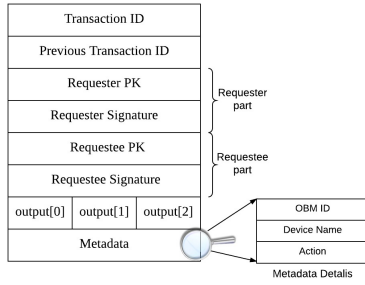 Transaction ID
Previous Transaction ID
Requester PK
Requester Signature
Requester
part
Requestee PK
Requestee Signature
Requestee
part
output[0] output[1] output[2]
Metadata
OBM ID
Device Name
Action
Metadata Detalis